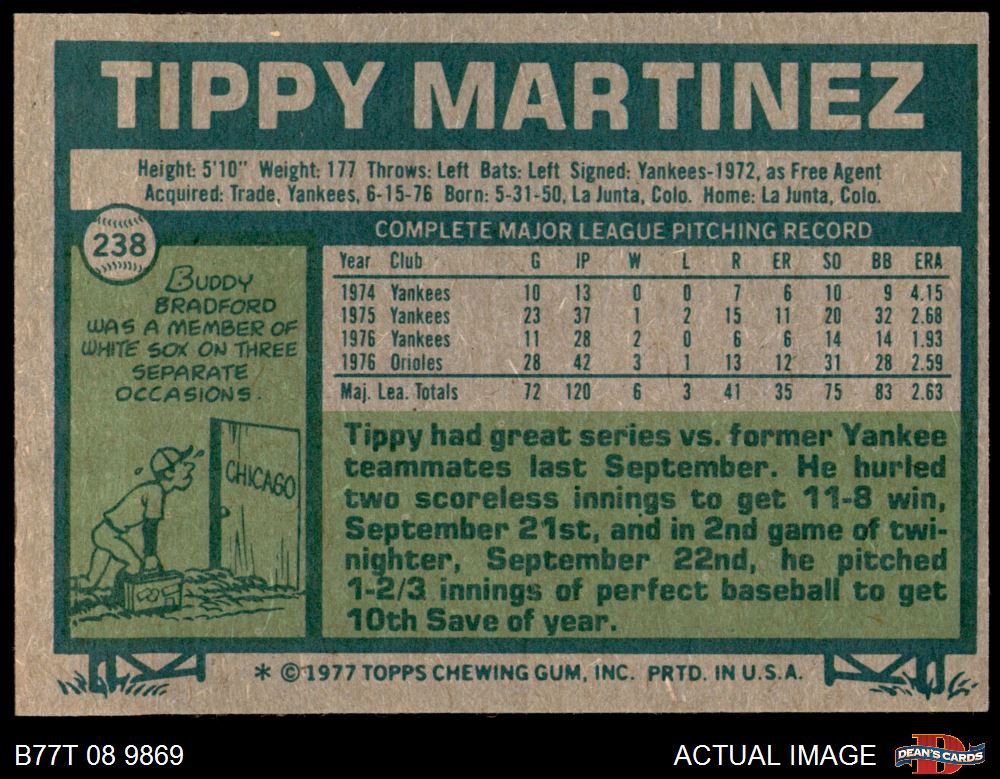 TIPPY MARTINEZ
Height: 5'10" Weight: 177 Throws: Left Bats: Left Signed: Yankees-1972, as Free Agent
Acquired: Trade, Yankees, 6-15-76 Born: 5-31-50, La Junta, Colo. Home: La Junta, Colo.
238
BUDDY
BRADFORD
WAS A MEMBER OF
WHITE SOX ON THREE
SEPARATE
OCCASIONS.
CHICAGO
COMPLETE MAJOR LEAGUE PITCHING RECORD
Year Club G IP W L R ER SO BB ERA
1974 Yankees 10 13 0 0 7 6 10 9 4.15
1975 Yankees 23 37 1 2 15 11 20 32 2.68
1976 Yankees 11 28 2 0 6 6 14 14 1.93
1976 Orioles 28 42 3 1 13 12 31 28 2.59
Maj. Lea. Totals 72 120 6 3 41 35 75 83 2.63
Tippy had great series vs. former Yankee
teammates last September. He hurled
two scoreless innings to get 11-8 win,
September 21st, and in 2nd game of twi-
nighter, September 22nd, he pitched
1-2/3 innings of perfect baseball to get
10th Save of year.
* © 1977 TOPPS CHEWING GUM, INC. PRTD. IN U.S.A.
B77T 08 9869
ACTUAL IMAGE
DEAN'S CARDS